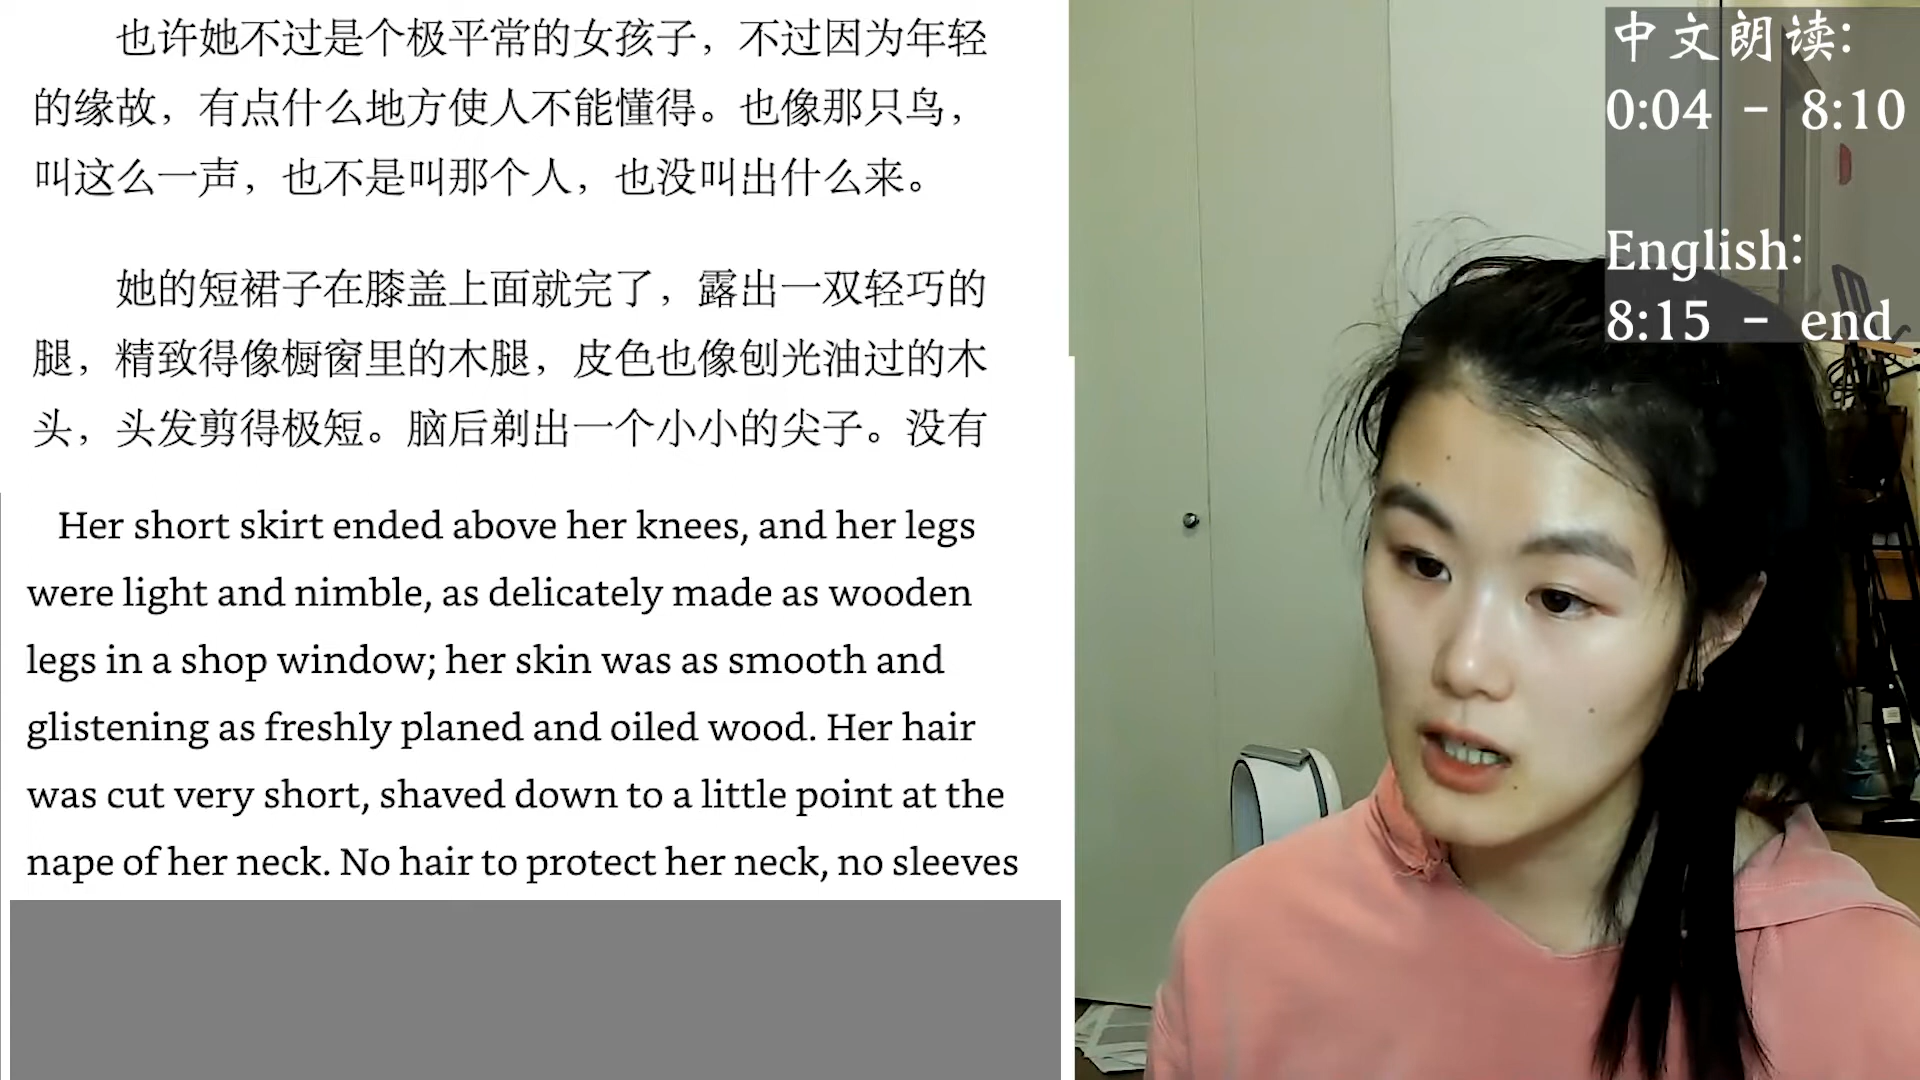 也许她不过是个极平常的女孩子，不过因为年轻
的缘故，有点什么地方使人不能懂得。也像那只鸟，
叫这么一声，也不是叫那个人，也没叫出什么来。
她的短裙子在膝盖上面就完了，露出一双轻巧的
腿，精致得像橱窗里的木腿，皮色也像刨光油过的木
头，头发剪得极短。脑后剃出一个小小的尖子。没有
Her short skirt ended above her knees, and her legs
were light and nimble, as delicately made as wooden
legs in a shop window; her skin was as smooth and
glistening as freshly planed and oiled wood. Her hair
was cut very short, shaved down to a little point at the
nape of her neck. No hair to protect her neck, no sleeves
中文朗读:
0:04 - 8:10
English:
8:15 - end